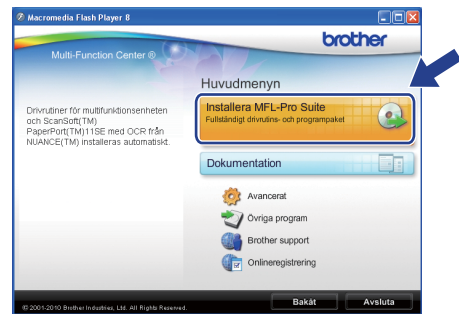 Macromedia Flash Player 8
brother
Multi-Function Center ®
Huvudmenyn
Installera MFL-Pro Suite
Fullständigt drivrutins- och programpaket
Drivrutiner för multifunktionsenheten
och ScanSoft(TM)
PaperPort(TM)11SE med OCR från
NUANCE(TM) installeras automatiskt.
Dokumentation
Avancerat
Övriga program
Brother support
Onlineregistrering
© 2001-2010 Brother Industries, Ltd. All Rights Reserved.
Bakåt
Avsluta